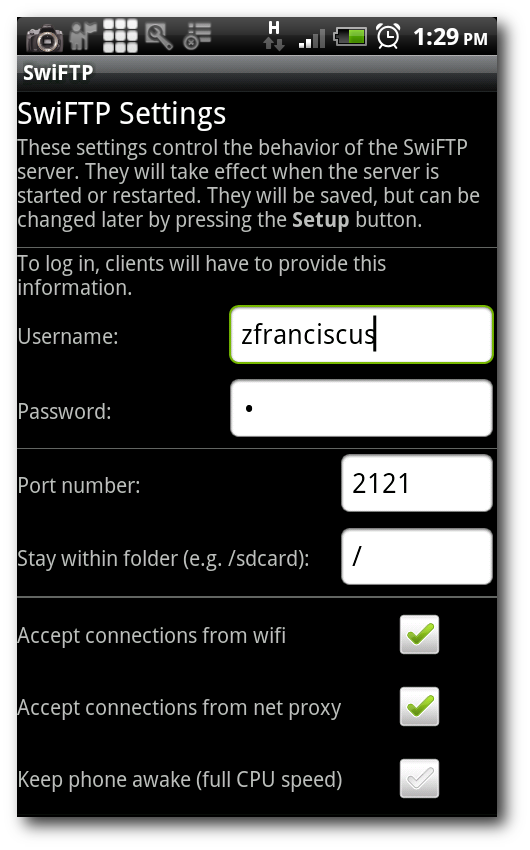 H
1:29 PM
SwiFTP
SwiFTP Settings
These settings control the behavior of the SwiFTP
server. They will take effect when the server is
started or restarted. They will be saved, but can be
changed later by pressing the Setup button.
To log in, clients will have to provide this
information.
Username: zfranciscus
Password: •
Port number: 2121
Stay within folder (e.g. /sdcard): /
Accept connections from wifi
Accept connections from net proxy
Keep phone awake (full CPU speed)